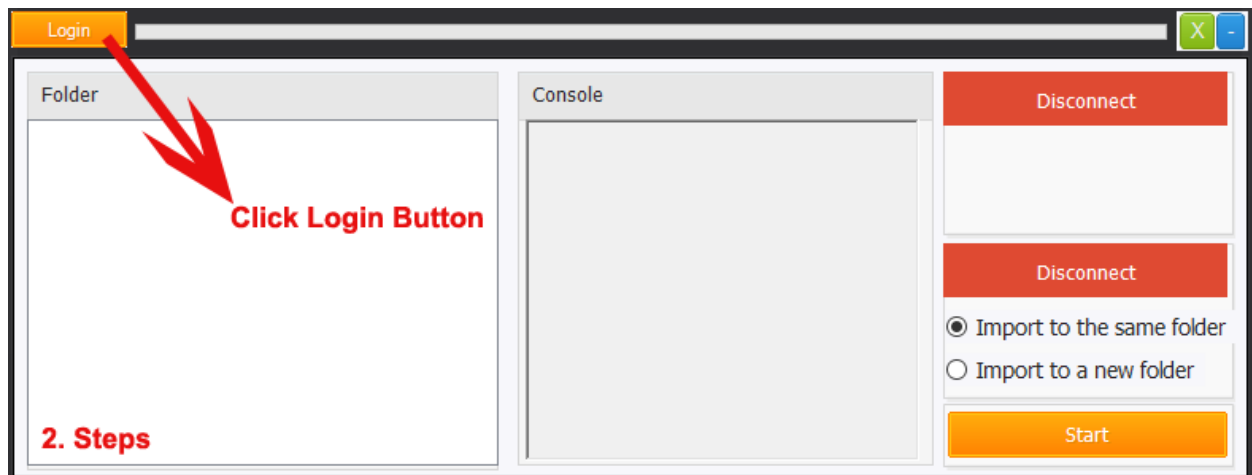 Login
X
-
Folder
Console
Disconnect
Click Login Button
Disconnect
Import to the same folder
Import to a new folder
2. Steps
Start